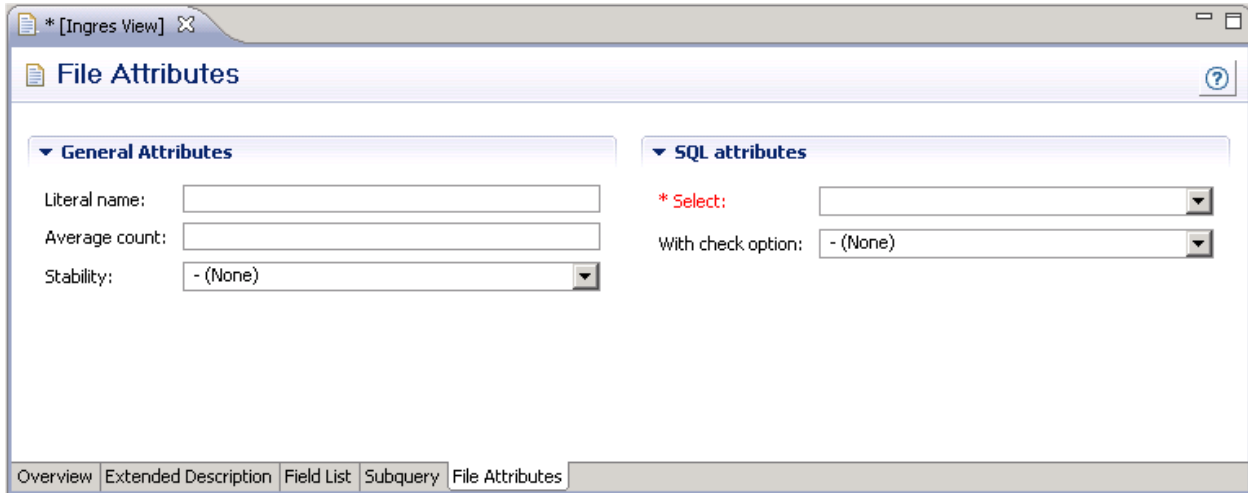 * [Ingres View]
File Attributes
General Attributes
Literal name:
Average count:
Stability: - (None)
SQL attributes
* Select:
With check option: - (None)
Overview Extended Description Field List Subquery File Attributes